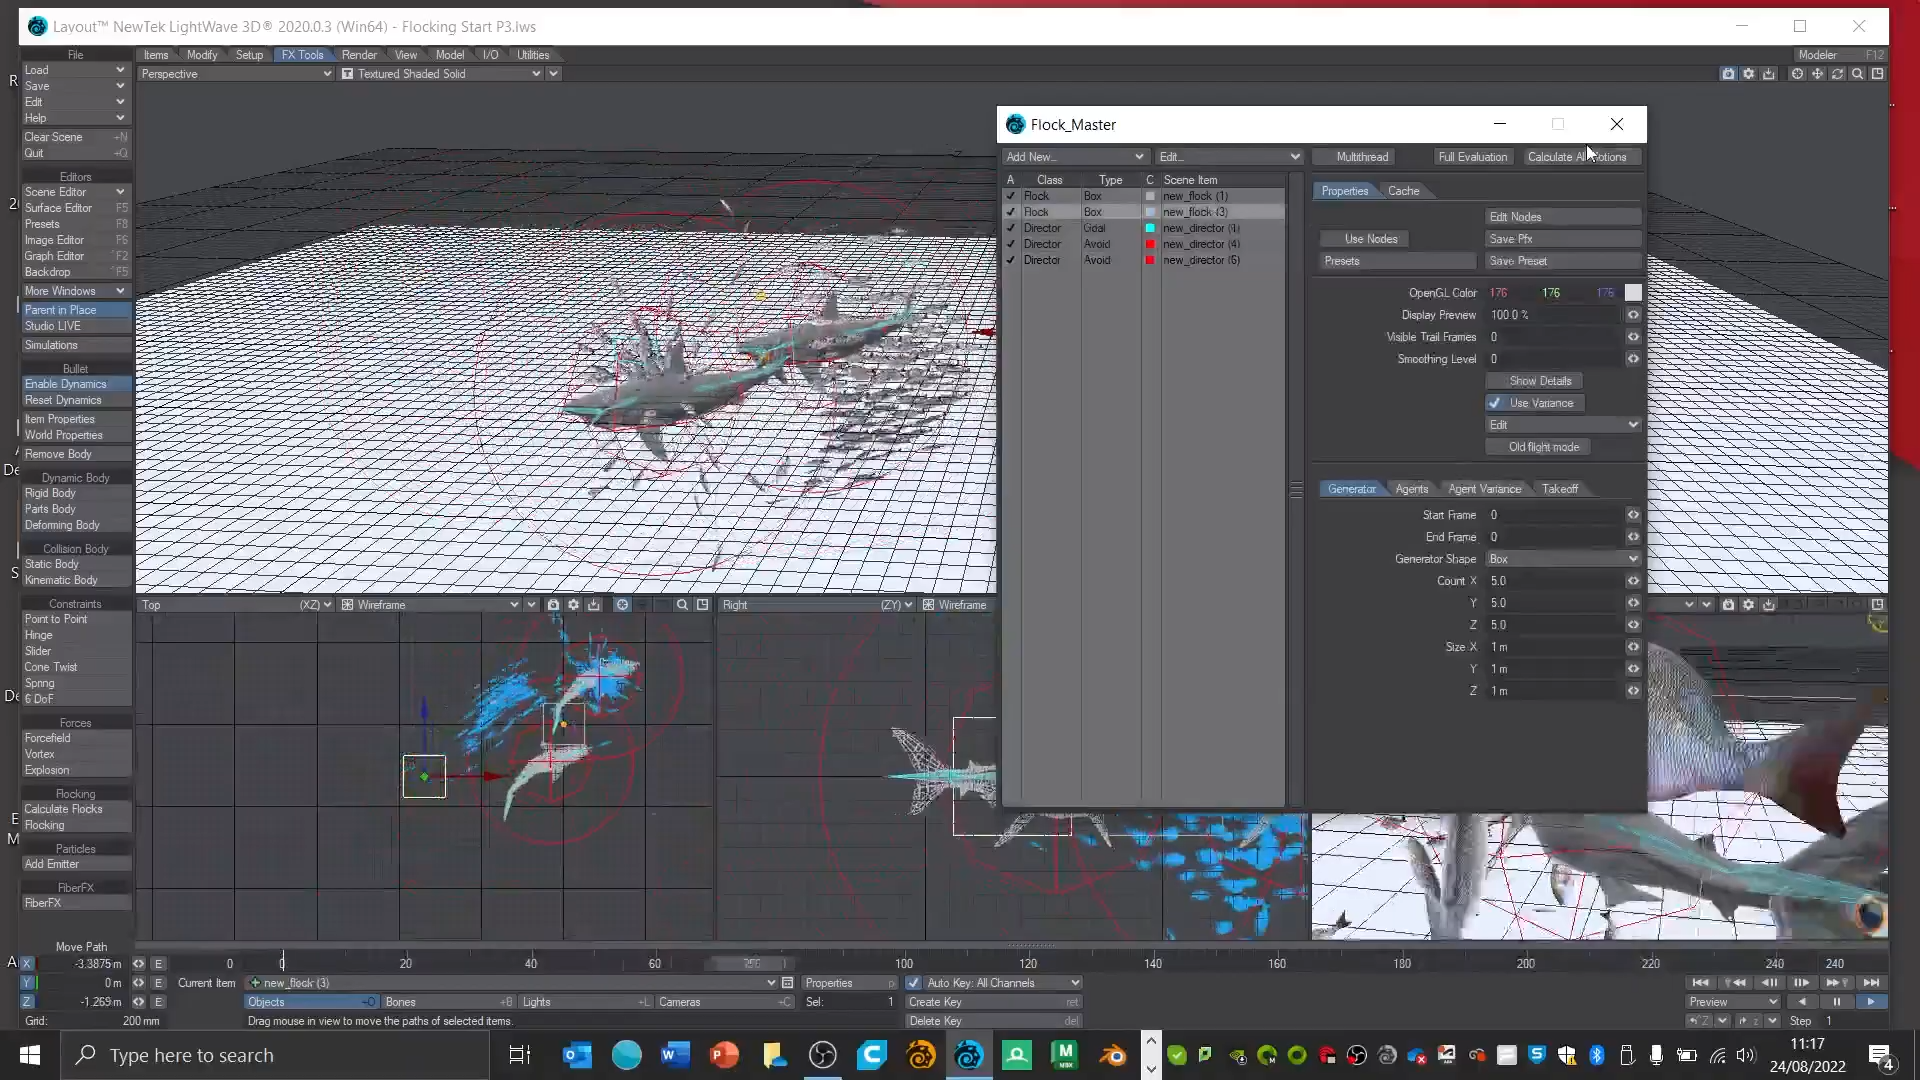 Layout™ NewTek LightWave 3D® 2020.0.3 (Win64) - Flocking Start P3.lws
File
Items Modify Setup FX Tools Render View Model I/O Utilities
Modeler F12
Load
Save
Edit
Help
Clear Scene +N
Quit +Q
Editors
Scene Editor
Surface Editor F5
Presets F8
Image Editor F6
Graph Editor ^F2
Backdrop ^F5
More Windows
Parent in Place
Studio LIVE
Simulations
Bullet
Enable Dynamics
Reset Dynamics
Item Properties
World Properties
Remove Body
Dynamic Body
Rigid Body
Parts Body
Deforming Body
Collision Body
Static Body
Kinematic Body
Constraints
Point to Point
Hinge
Slider
Cone Twist
Spring
6 DoF
Forces
Forcefield
Vortex
Explosion
Flocking
Calculate Flocks
Flocking
Particles
Add Emitter
FiberFX
FiberFX
Perspective Textured Shaded Solid
Flock_Master
Add New... Edit... Multithread Full Evaluation
A Class Type C Scene Item
Flock Box new_flock (1)
Flock Box new_flock (3)
Director Goal new_director (1)
Director Avoid new_director (4)
Director Avoid new_director (6)
Properties Cache
Edit Nodes
Use Nodes Save Pfx
Presets Save Preset
OpenGL Color 176 176 176
Display Preview 100.0 %
Visible Trail Frames 0
Smoothing Level 0
Show Details
Use Variance
Edit
Old flight mode
Generator Agents Agent Variance Takeoff
Start Frame 0
End Frame 0
Generator Shape Box
Count X 5.0
Y 5.0
Z 5.0
Size X 1 m
Y 1 m
Z 1 m
Top (XZ) Wireframe
Right (ZY) Wireframe
Move Path
X -3.3875 m E
Y 0 m E
Z -1.269 m E
Grid: 200 mm
0 0 20 40 60 100 120 140 160 180 200 220 240 240
Current Item new_flock (3) Properties p Auto Key: All Channels
Objects +O Bones +B Lights +L Cameras +C Sel: 1 Create Key ret
Drag mouse in view to move the paths of selected items. Delete Key del
Preview
Step 1
Type here to search
11:17
24/08/2022
4